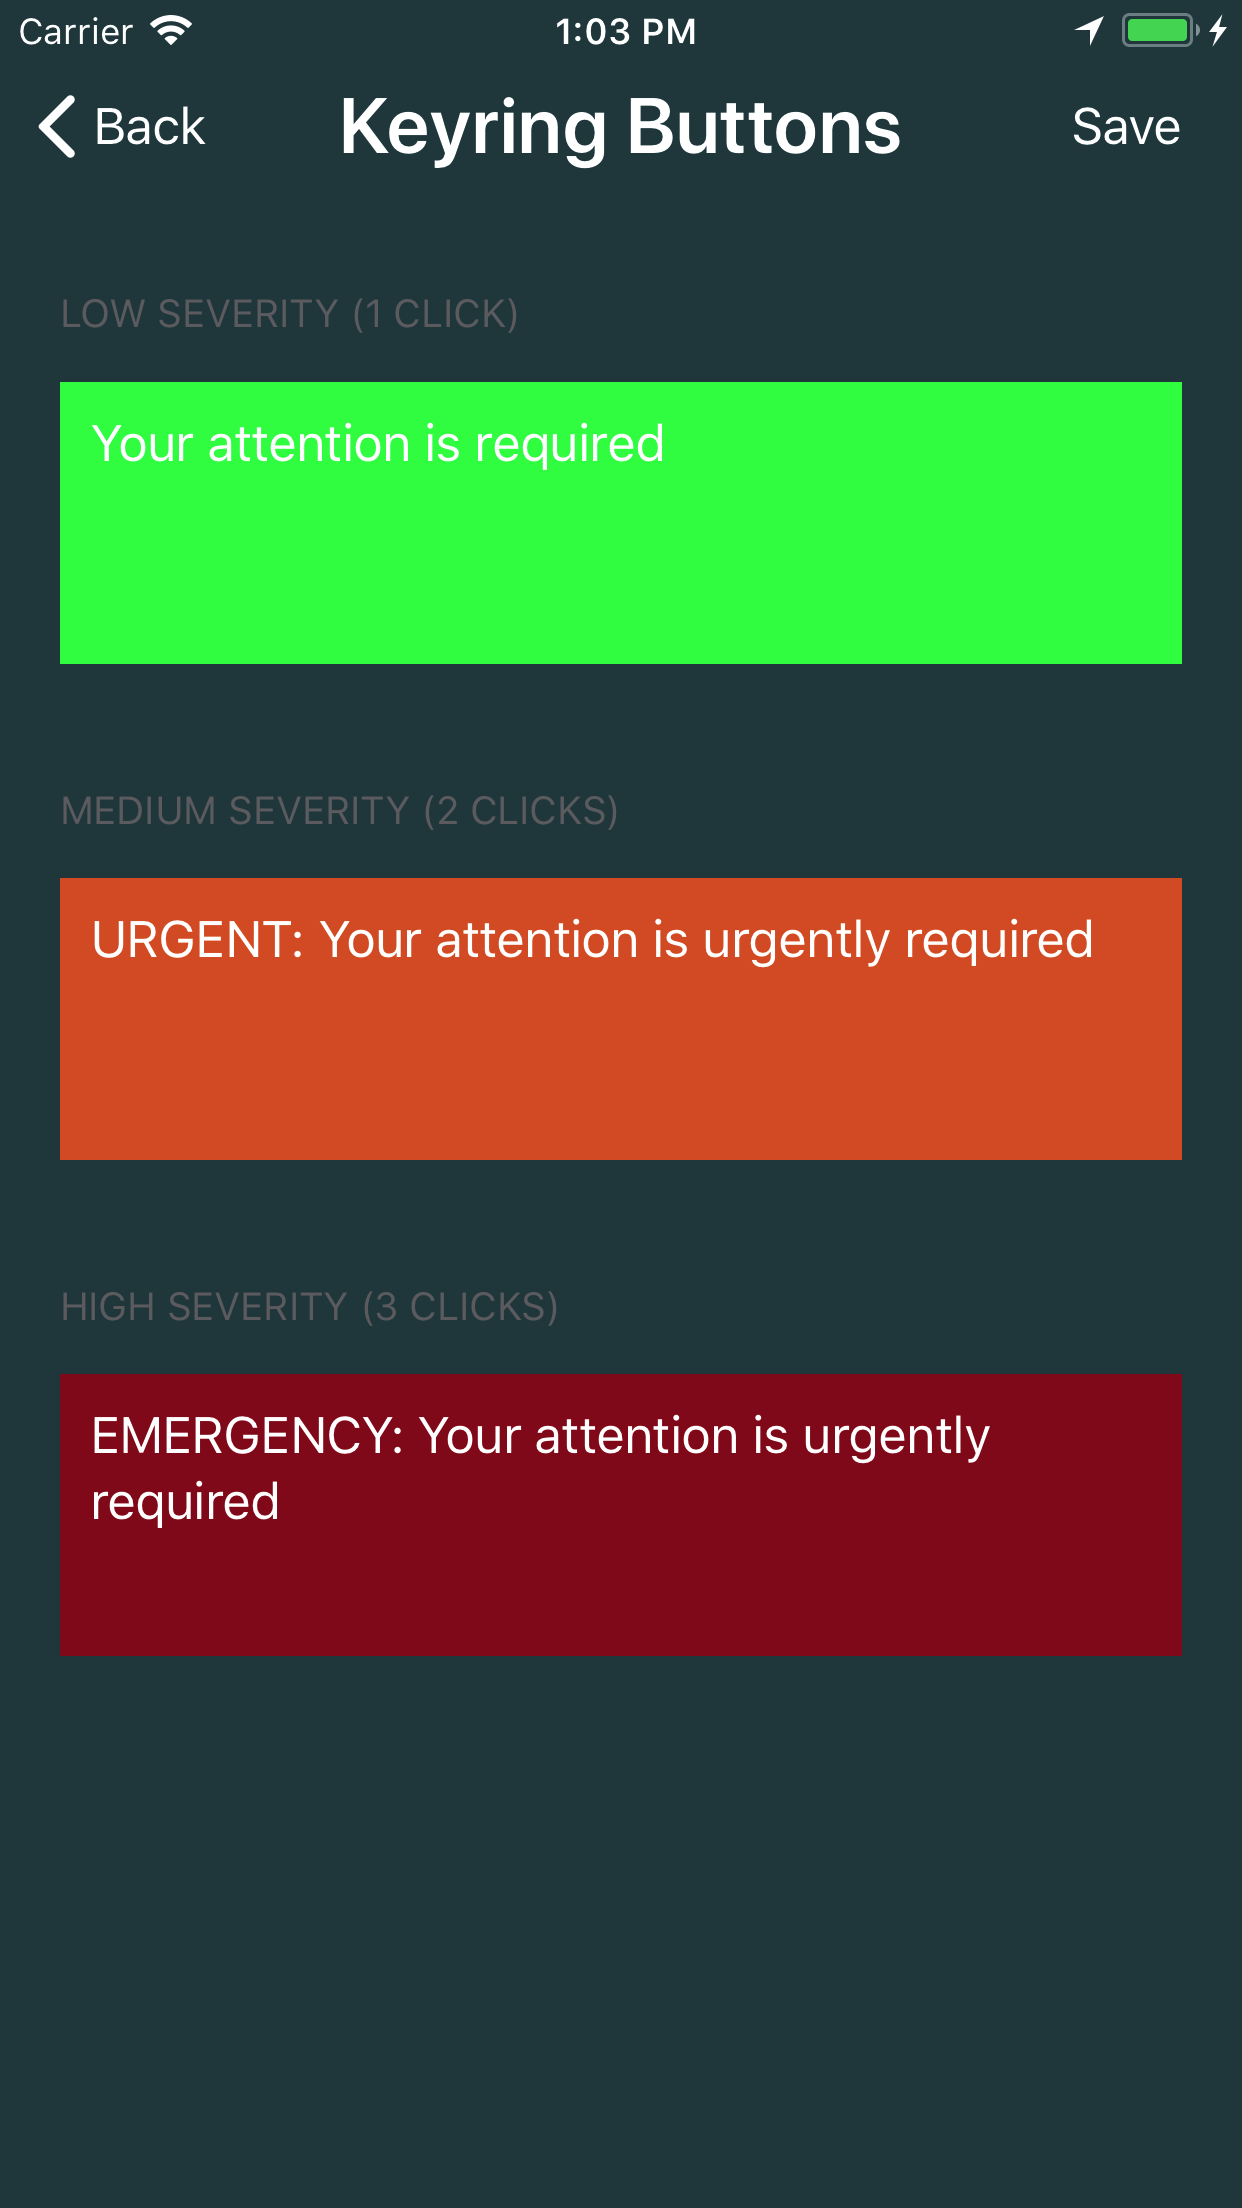 Carrier 1:03 PM
Back Keyring Buttons Save
LOW SEVERITY (1 CLICK)
Your attention is required
MEDIUM SEVERITY (2 CLICKS)
URGENT: Your attention is urgently required
HIGH SEVERITY (3 CLICKS)
EMERGENCY: Your attention is urgently
required